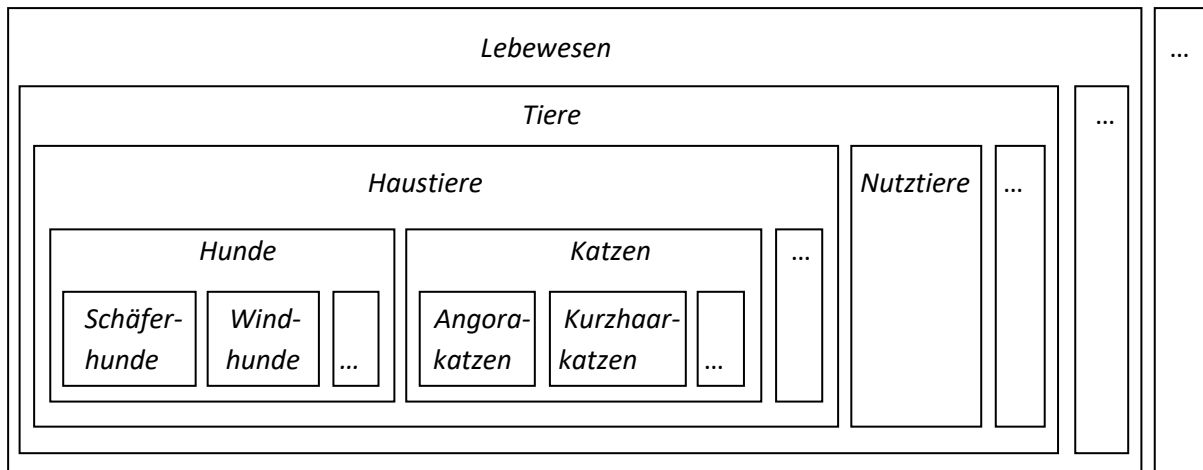 Lebewesen
...
Tiere
...
Haustiere
Nutztiere
...
Hunde
Katzen
...
Schäfer-
hunde
Wind-
hunde
...
Angora-
katzen
Kurzhaar-
katzen
...